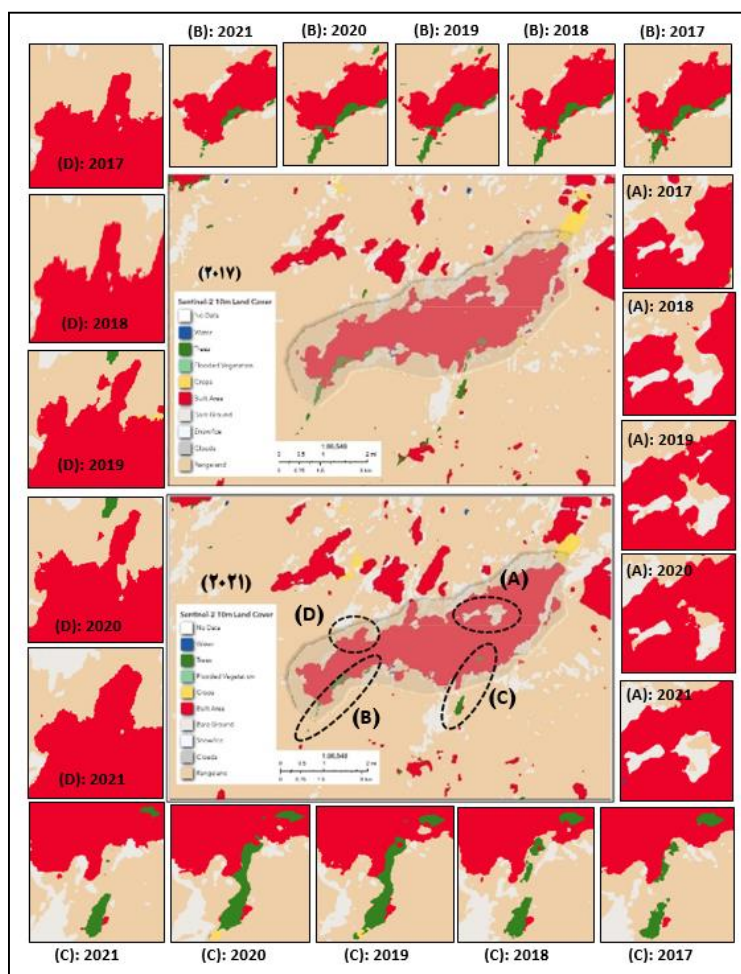 (B): 2021
(B): 2020
(B): 2019
(B): 2018
(B): 2017
(D): 2017
(D): 2018
(D): 2019
(D): 2020
(D): 2021
(٢٠١٧)
Sentinel-2 10m Land Cover
No Data
Water
Trees
Flooded Vegetation
Crops
Built Area
Bare Ground
Snow/Ice
Clouds
Rangeland
(٢٠٢١)
Sentinel-2 10m Land Cover
No Data
Water
Trees
Flooded Vegetation
Crops
Built Area
Bare Ground
Snow/Ice
Clouds
Rangeland
(A)
(D)
(B)
(C)
(A): 2017
(A): 2018
(A): 2019
(A): 2020
(A): 2021
(C): 2021
(C): 2020
(C): 2019
(C): 2018
(C): 2017